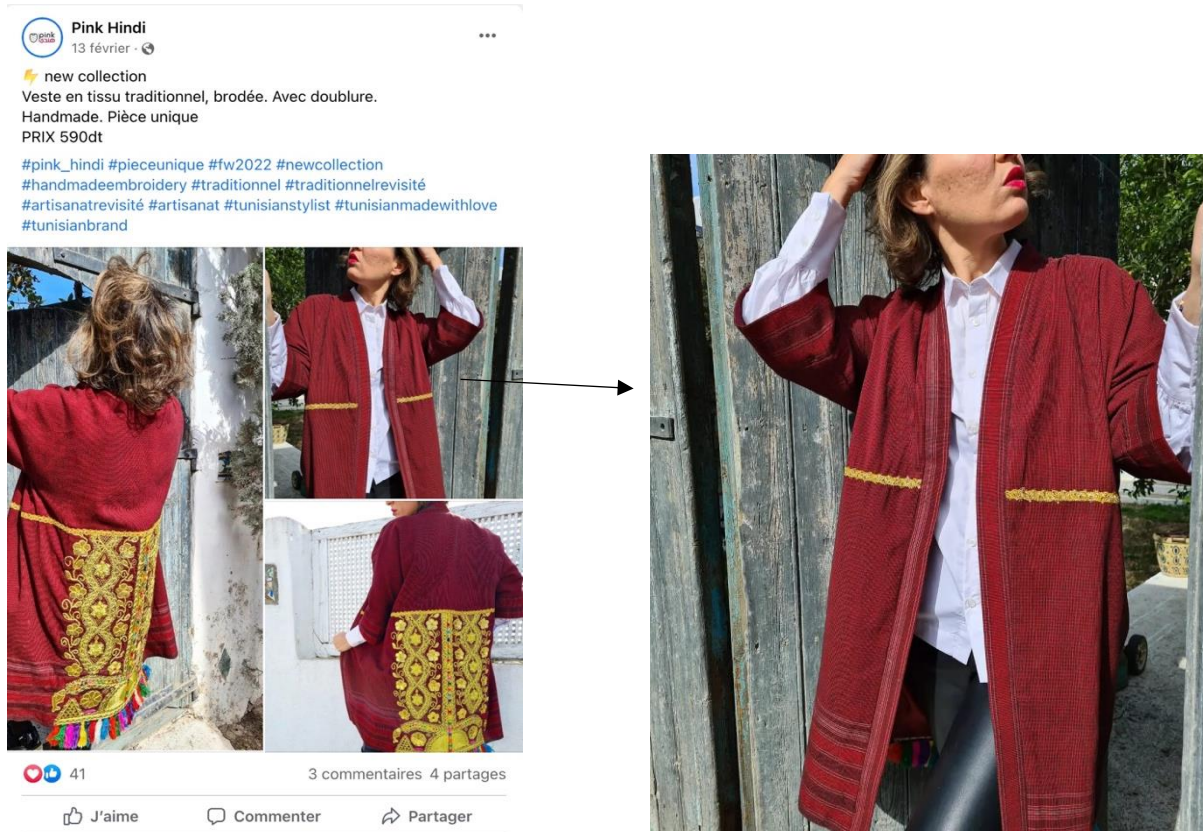 Pink Hindi
13 février ·
new collection
Veste en tissu traditionnel, brodée. Avec doublure.
Handmade. Pièce unique
PRIX 590dt
#pink_hindi #pieceunique #fw2022 #newcollection
#handmadeembroidery #traditionnel #traditionnelrevisité
#artisanatrevisité #artisanat #tunisianstylist #tunisianmadewithlove
#tunisianbrand
41
3 commentaires 4 partages
J'aime
Commenter
Partager